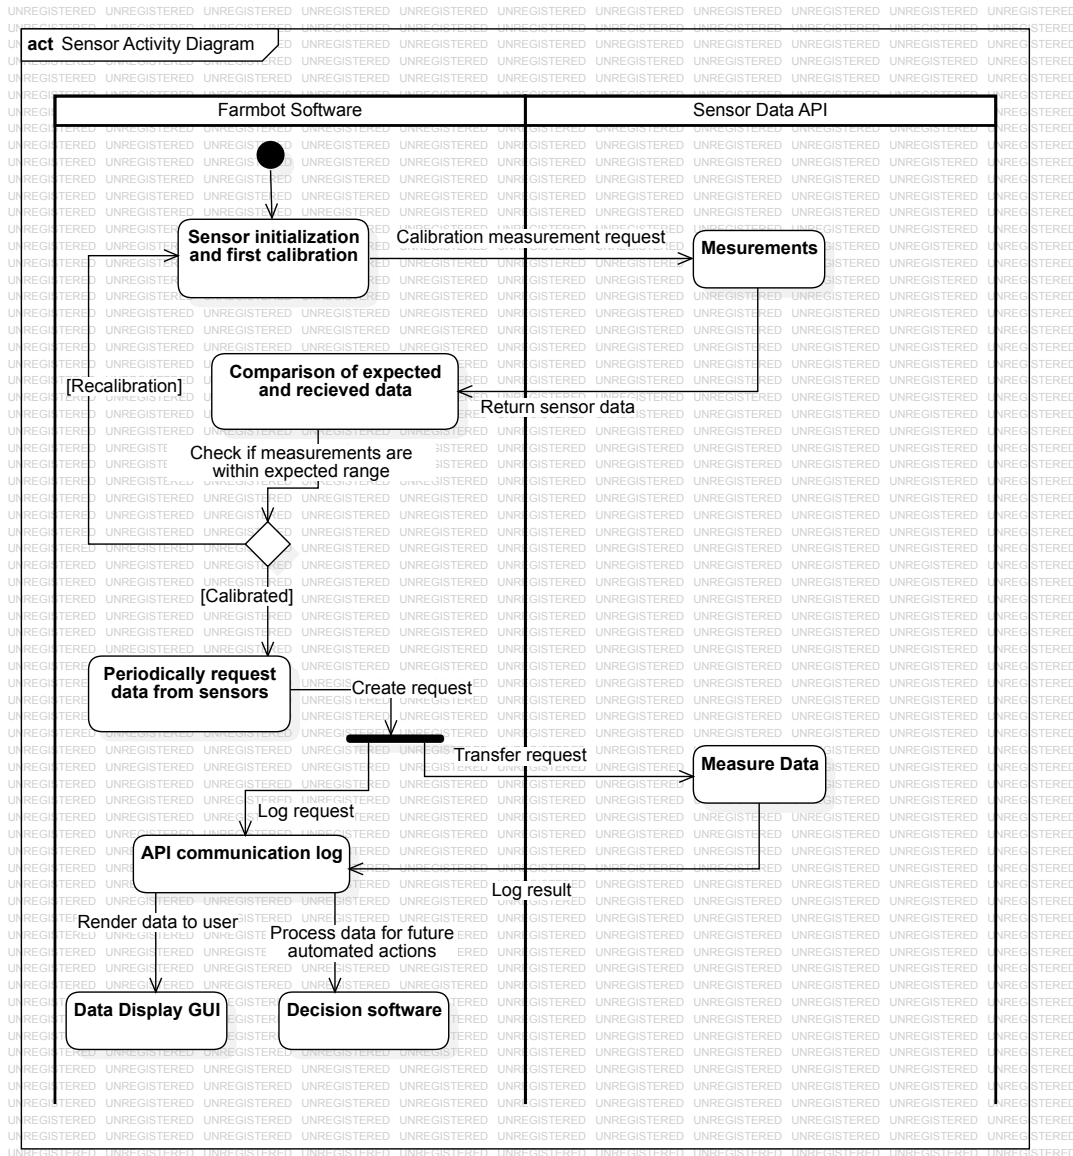 act Sensor Activity Diagram
Farmbot Software
Sensor Data API
Sensor initialization
and first calibration
Calibration measurement request
Mesurements
[Recalibration]
Comparison of expected
and recieved data
Return sensor data
Check if measurements are
within expected range
[Calibrated]
Periodically request
data from sensors
Create request
Transfer request
Measure Data
Log request
API communication log
Log result
Render data to user
Process data for future
automated actions
Data Display GUI
Decision software
UNREGISTERED